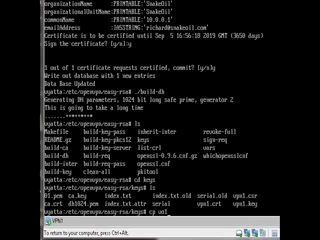 organizationName :PRINTABLE:'SnakeOil'
organizationalUnitName:PRINTABLE:'SnakeOil'
commonName :PRINTABLE:'10.0.0.1'
emailAddress :IA5STRING:'richard@snakeoil.com'
Certificate is to be certified until Sep 5 16:56:18 2019 GMT (3650 days)
Sign the certificate? [y/n]:y
1 out of 1 certificate requests certified, commit? [y/n]y
Write out database with 1 new entries
Data Base Updated
wyatta:/etc/openvpn/easy-rsa# ./build-dh
Generating DH parameters, 1024 bit long safe prime, generator 2
This is going to take a long time
wyatta:/etc/openvpn/easy-rsa# ls
Makefile build-key-pass inherit-inter revoke-full
README.gz build-key-pkcs12 keys sign-req
build-ca build-key-server list-crl vars
build-dh build-req openssl-0.9.6.cnf.gz whichopensslcnf
build-inter build-req-pass openssl.cnf
build-key clean-all pkitool
wyatta:/etc/openvpn/easy-rsa# cd keys
wyatta:/etc/openvpn/easy-rsa/keys# ls
01.pem ca.key index.txt index.txt.old serial.old vpn1.csr
ca.crt dh1024.pem index.txt.attr serial vpn1.crt vpn1.key
wyatta:/etc/openvpn/easy-rsa/keys# cp vn1
VPN1
To return to your computer, press Ctrl+Alt.